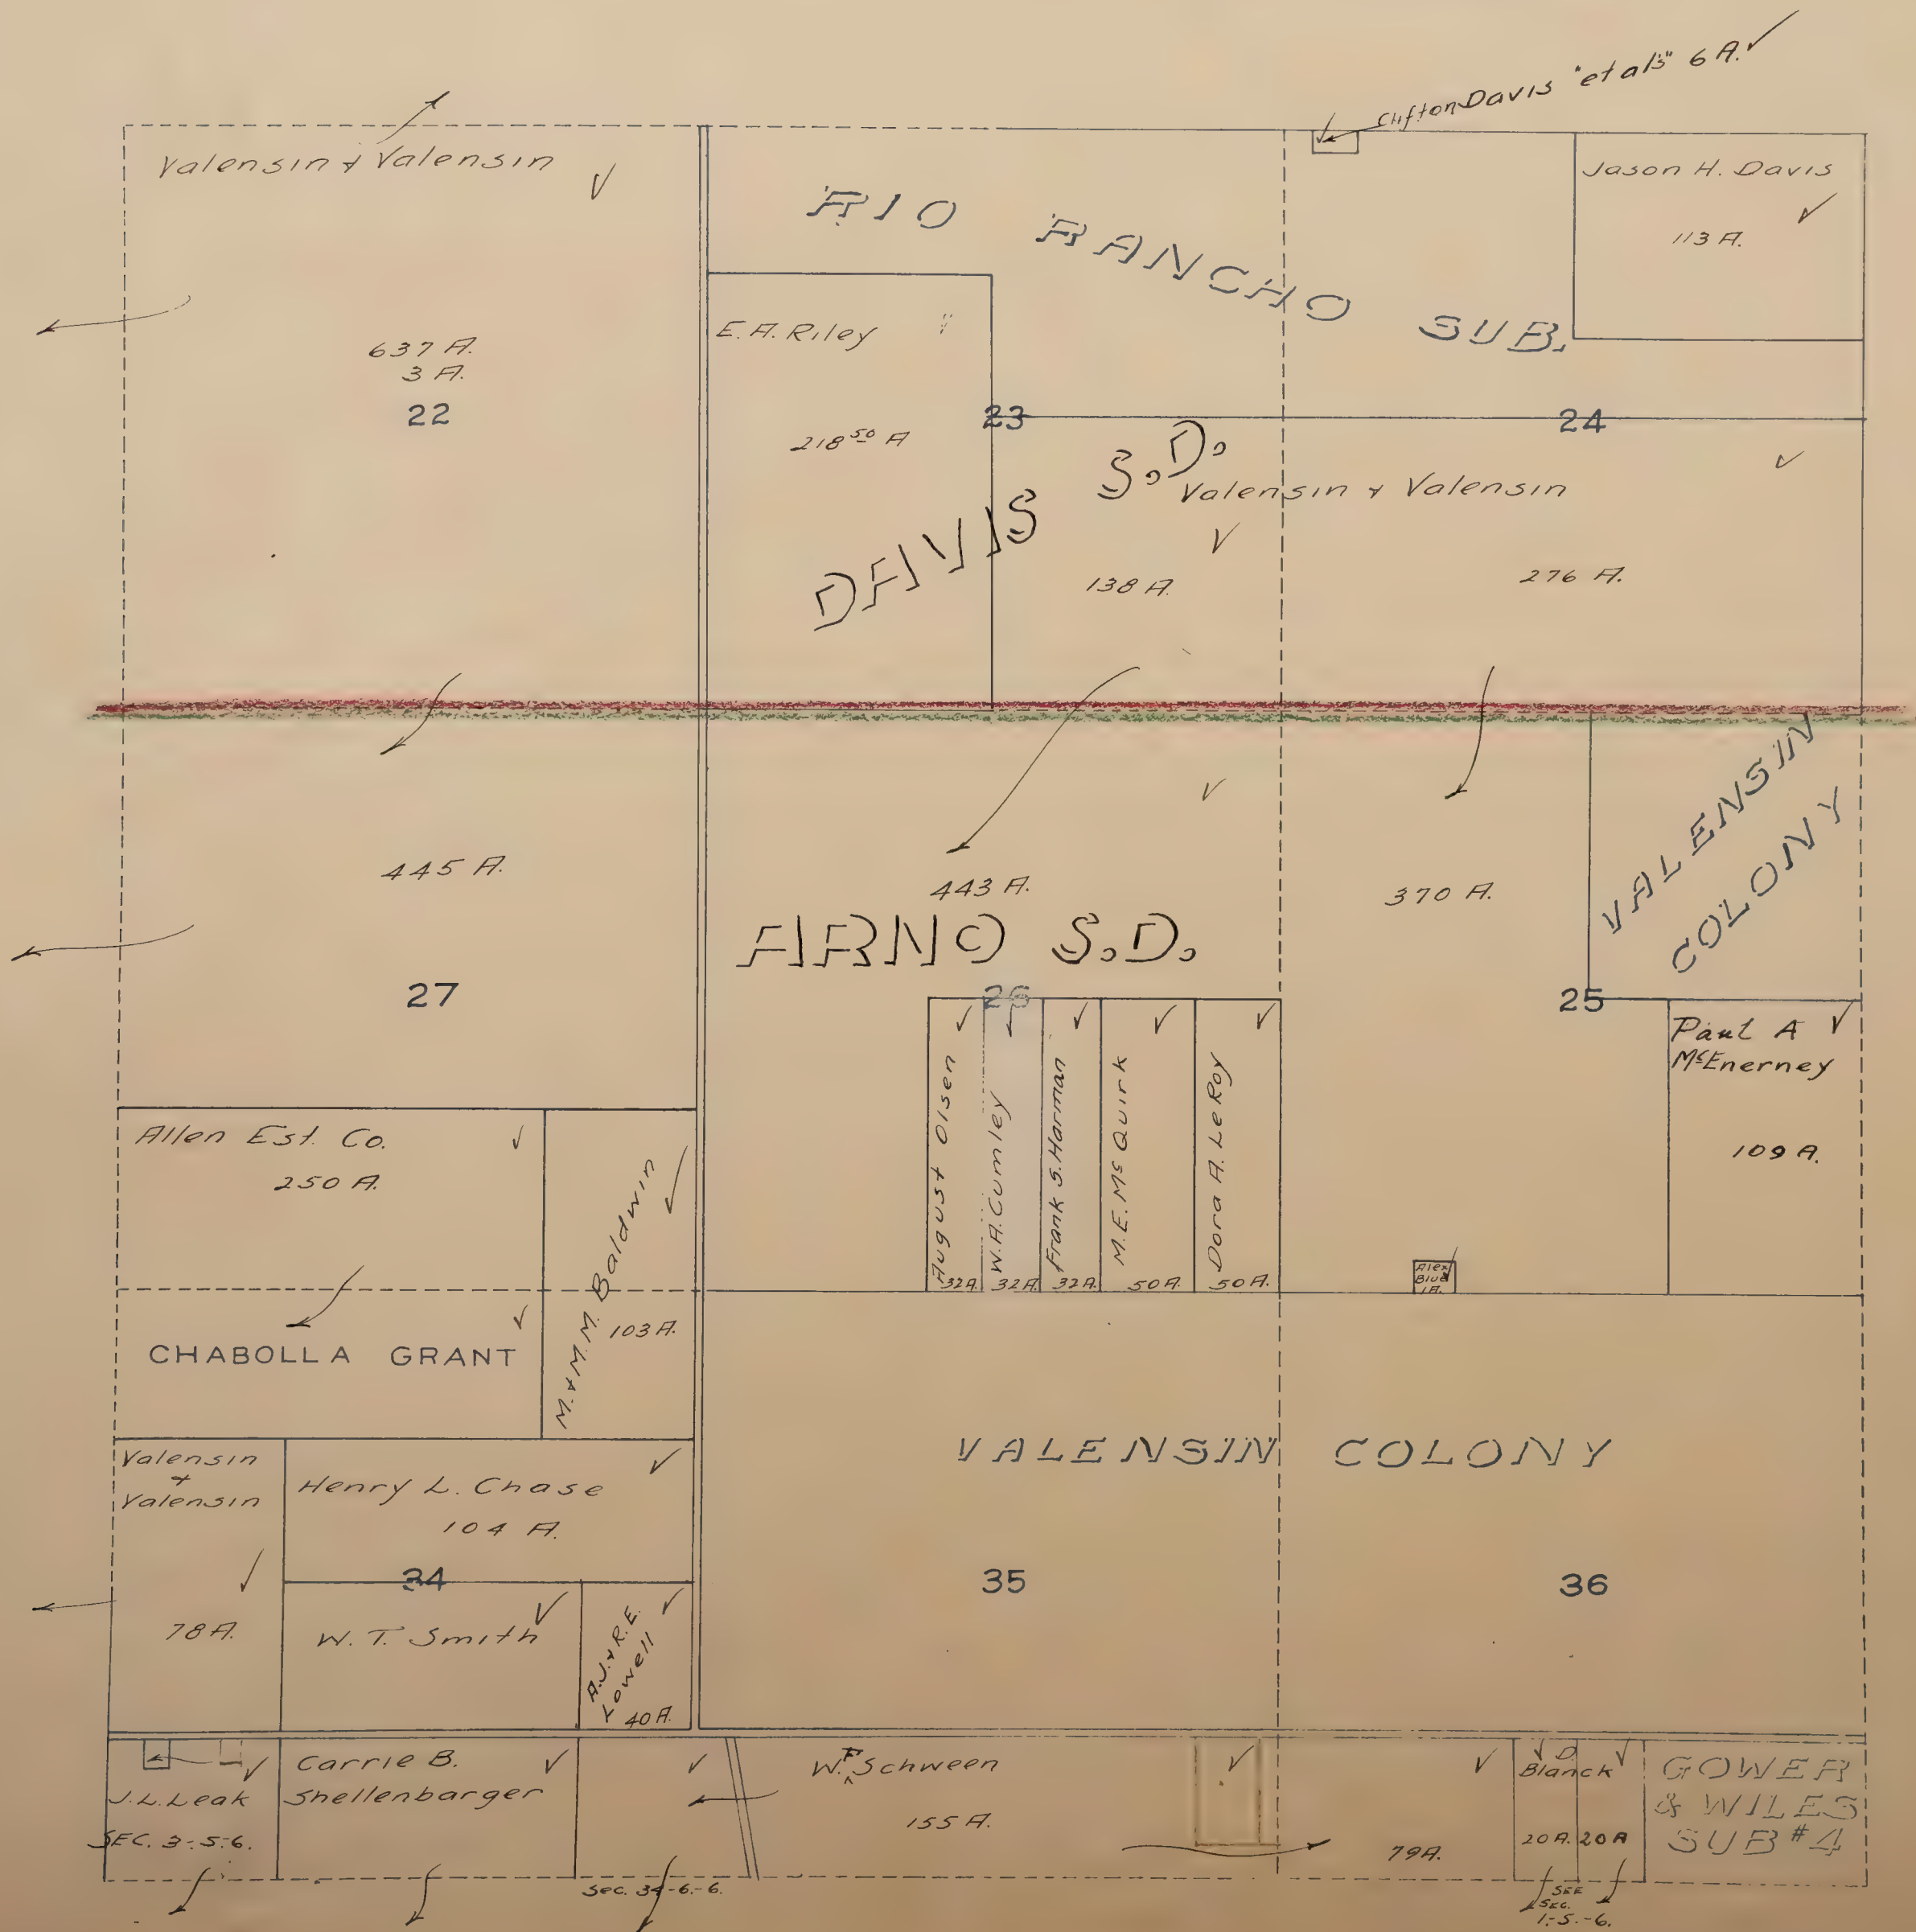 Clifton Davis "et als" 6 A.
Valensin & Valensin
637 A.
3 A.
22
RIO RANCHO SUB.
Jason H. Davis
113 A.
E. A. Riley
218 50 A
23
24
DAVIS S.D.
Valensin & Valensin
138 A.
276 A.
445 A.
27
443 A.
ARNO S.D.
26
370 A.
VALENSIN
COLONY
25
Paul A
McEnerney
109 A.
August Olsen
32 A.
W. A. Cumley
32 A.
Frank S. Harman
32 A.
M. E. McQuirk
50 A.
Dora A. LeRoy
50 A.
Alex
Blue
1 A.
Allen Est. Co.
250 A.
M. & M. M. Baldwin
103 A.
CHABOLLA GRANT
Valensin
&
Valensin
78 A.
Henry L. Chase
104 A.
34
W. T. Smith
A. J. & R. E.
Yowell
40 A.
VALENSIN COLONY
35
36
J. L. Leak
SEC. 3-5-6.
Carrie B.
Shellenbarger
Sec. 34-6-6.
W. F. Schween
155 A.
79 A.
D.
Blanck
20 A. 20 A
SEE
SEC.
1-5-6.
GOWER
& WILES
SUB #4